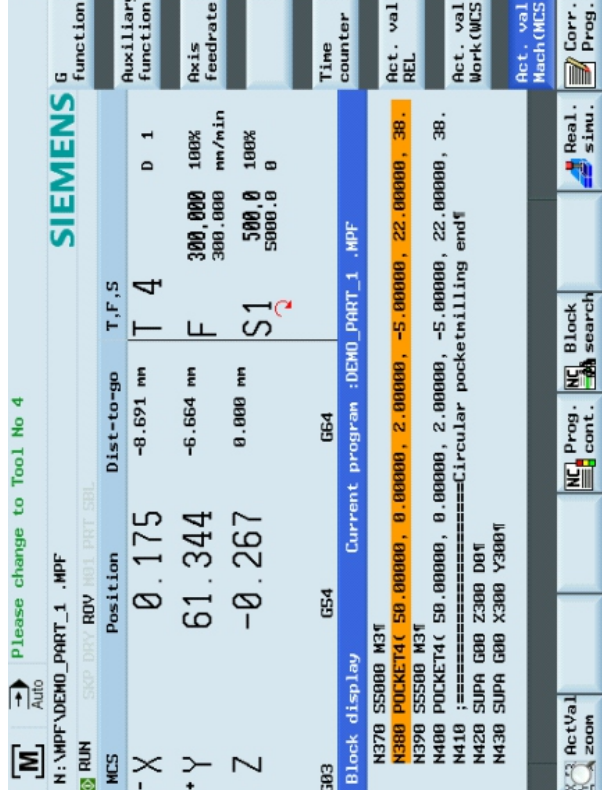 M
Auto
Please change to Tool No 4
N:\MPF\DEMO_PART_1 .MPF
SIEMENS
RUN
SKP DRY ROV M01 PRT SBL
MCS Position Dist-to-go T,F,S
-X 0.175 -8.691 mm T 4 D 1
+Y 61.344 -6.664 mm F 300,000 100%
300.000 mm/min
Z -0.267 0.000 mm S1 500,0 100%
5000.0 0
G03 G54 G64
Block display Current program :DEMO_PART_1 .MPF
N370 S5000 M3¶
N380 POCKET4( 50.00000, 0.00000, 2.00000, -5.00000, 22.00000, 38.
N390 S5500 M3¶
N400 POCKET4( 50.00000, 0.00000, 2.00000, -5.00000, 22.00000, 38.
N410 ;====================Circular pocketmilling end¶
N420 SUPA G00 Z300 D0¶
N430 SUPA G00 X300 Y300¶
G
function
Auxiliary
function
Axis
feedrate
Time
counter
Act. val
REL
Act. val
Work(WCS
Act. val
Mach(MCS
ActVal
zoom
NC Prog.
cont.
NC Block
search
Real.
simu.
Corr.
Prog.